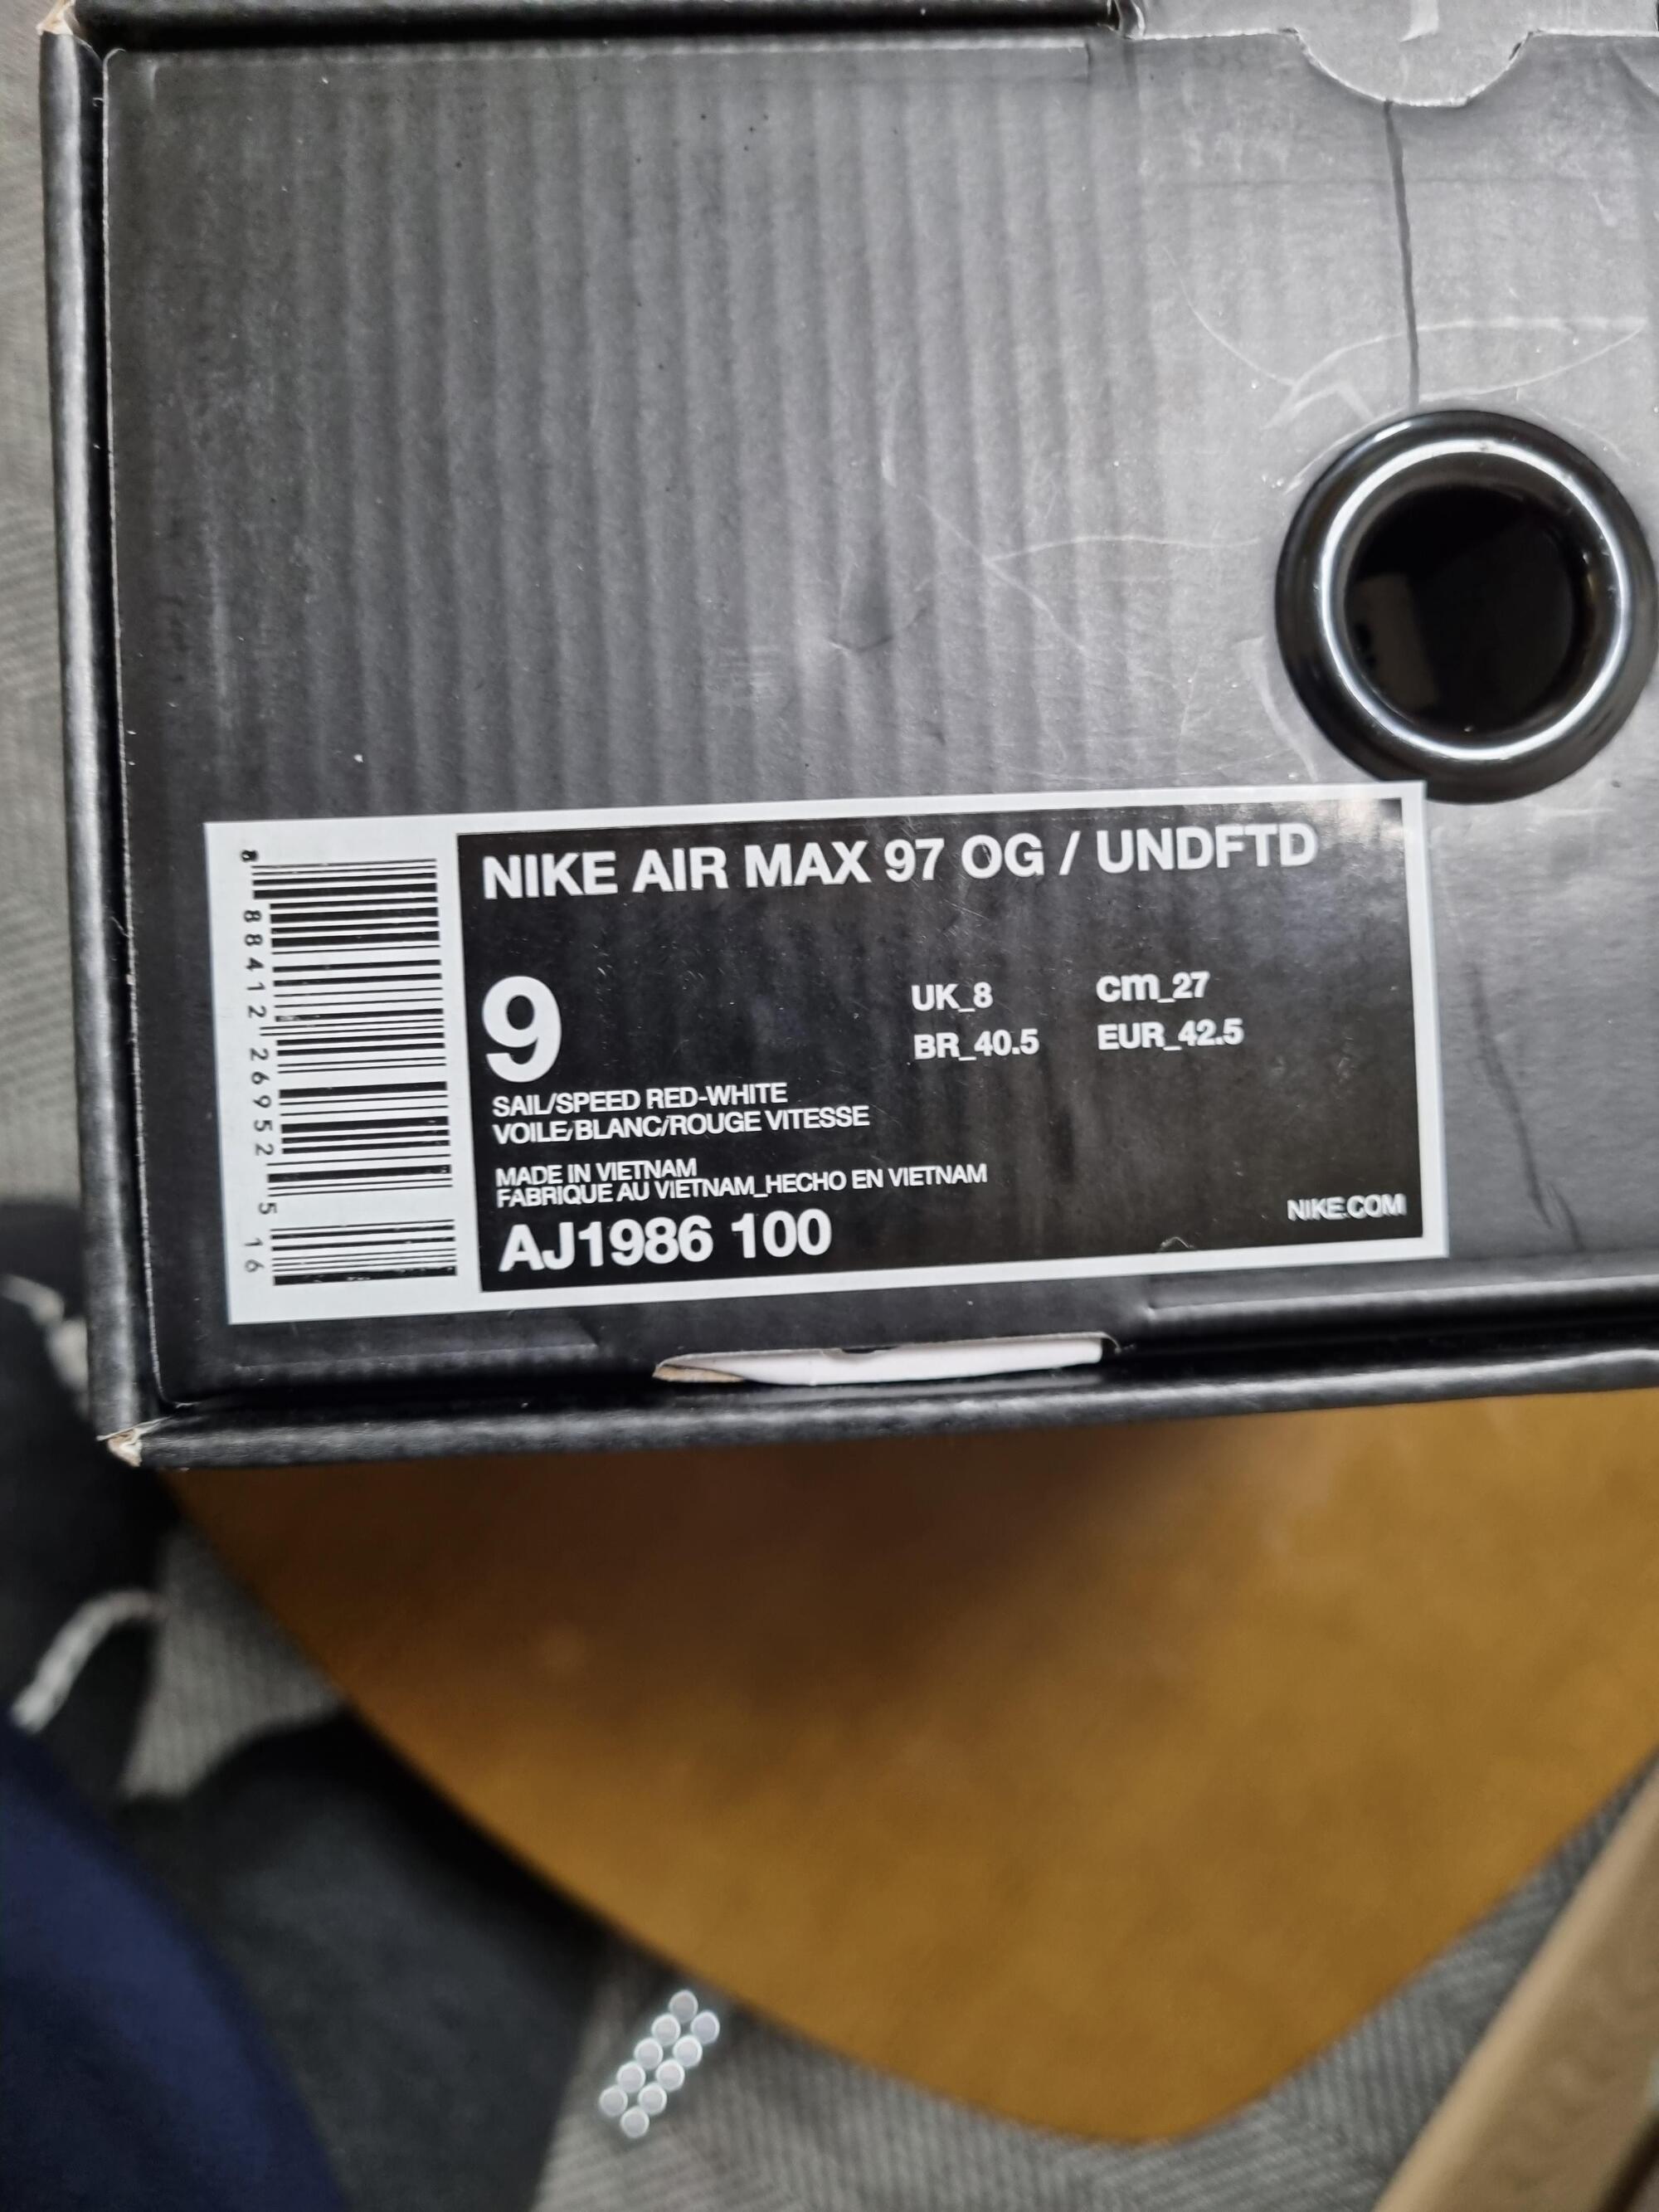 NIKE AIR MAX 97 OG / UNDFTD
9
UK_8
cm_27
BR_40.5
EUR_42.5
SAIL/SPEED RED-WHITE
VOILE/BLANC/ROUGE VITESSE
MADE IN VIETNAM
FABRIQUE AU VIETNAM_HECHO EN VIETNAM
AJ1986 100
NIKE.COM
8 88412 26952 5 16